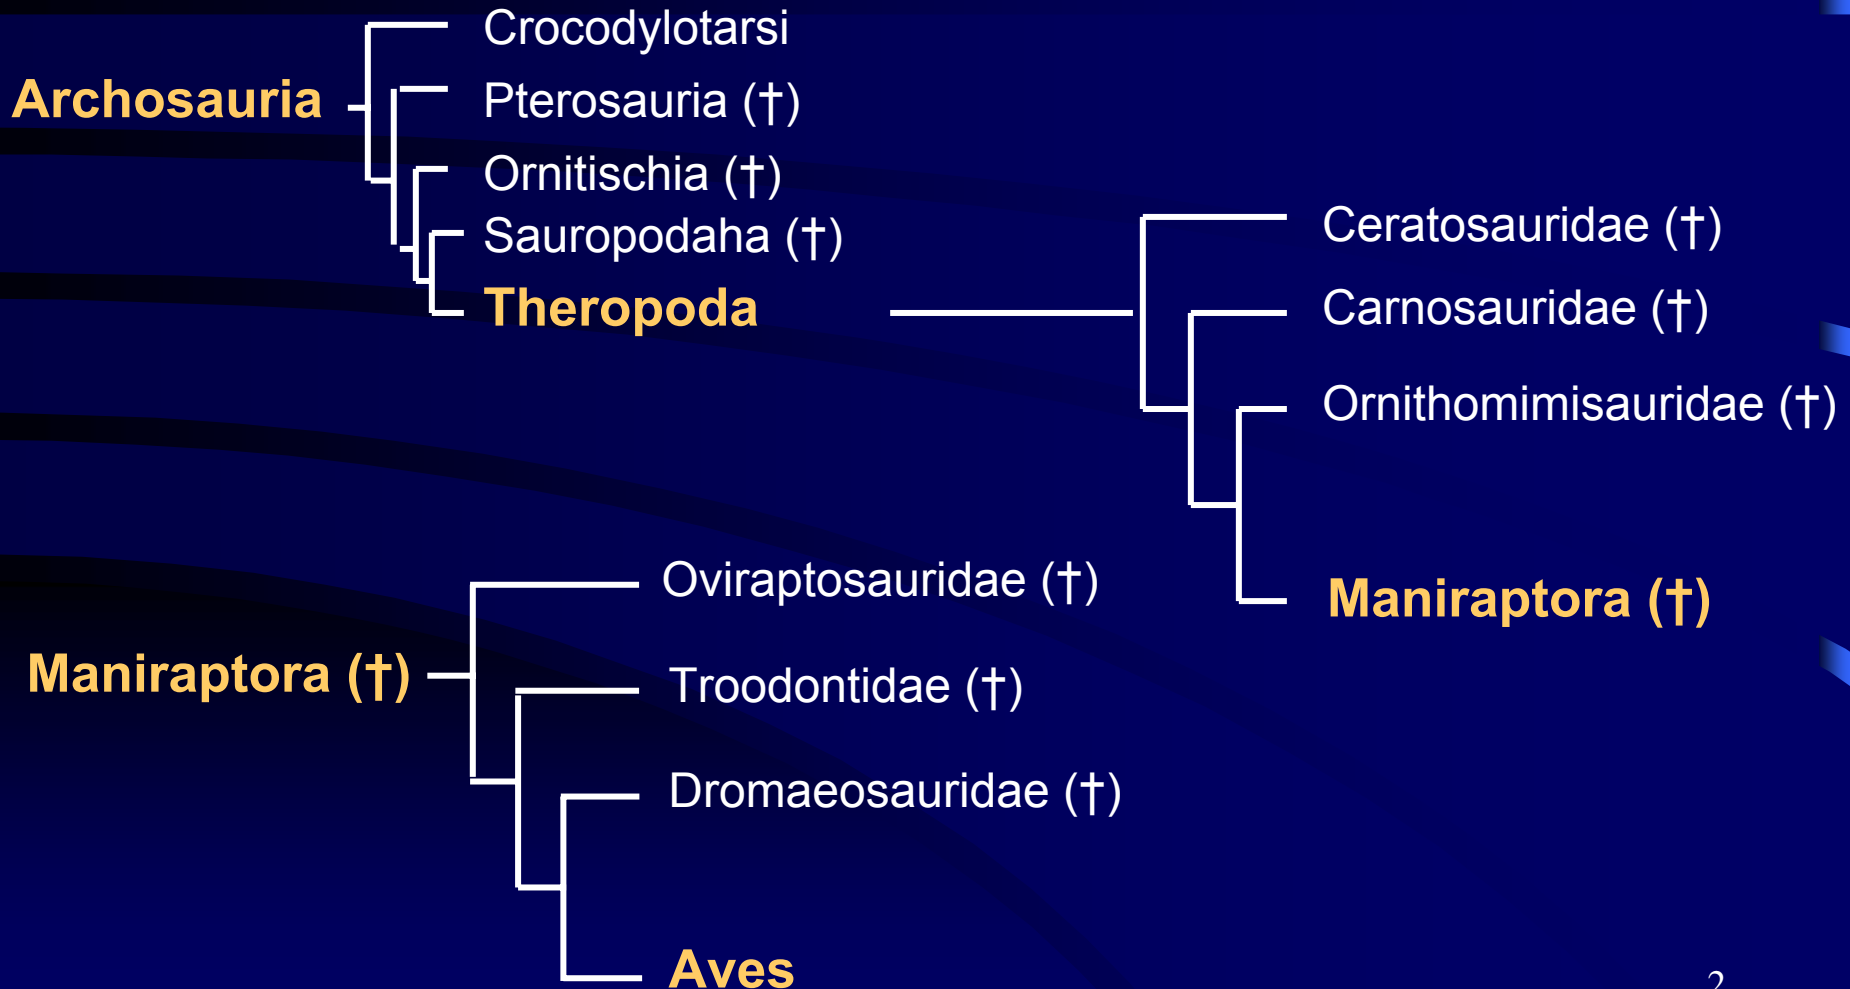 Crocodylotarsi
Archosauria
Pterosauria (†)
Ornitischia (†)
Sauropodaha (†)
Theropoda
Ceratosauridae (†)
Carnosauridae (†)
Ornithomimisauridae (†)
Maniraptora (†)
Oviraptosauridae (†)
Maniraptora (†)
Troodontidae (†)
Dromaeosauridae (†)
Aves
2